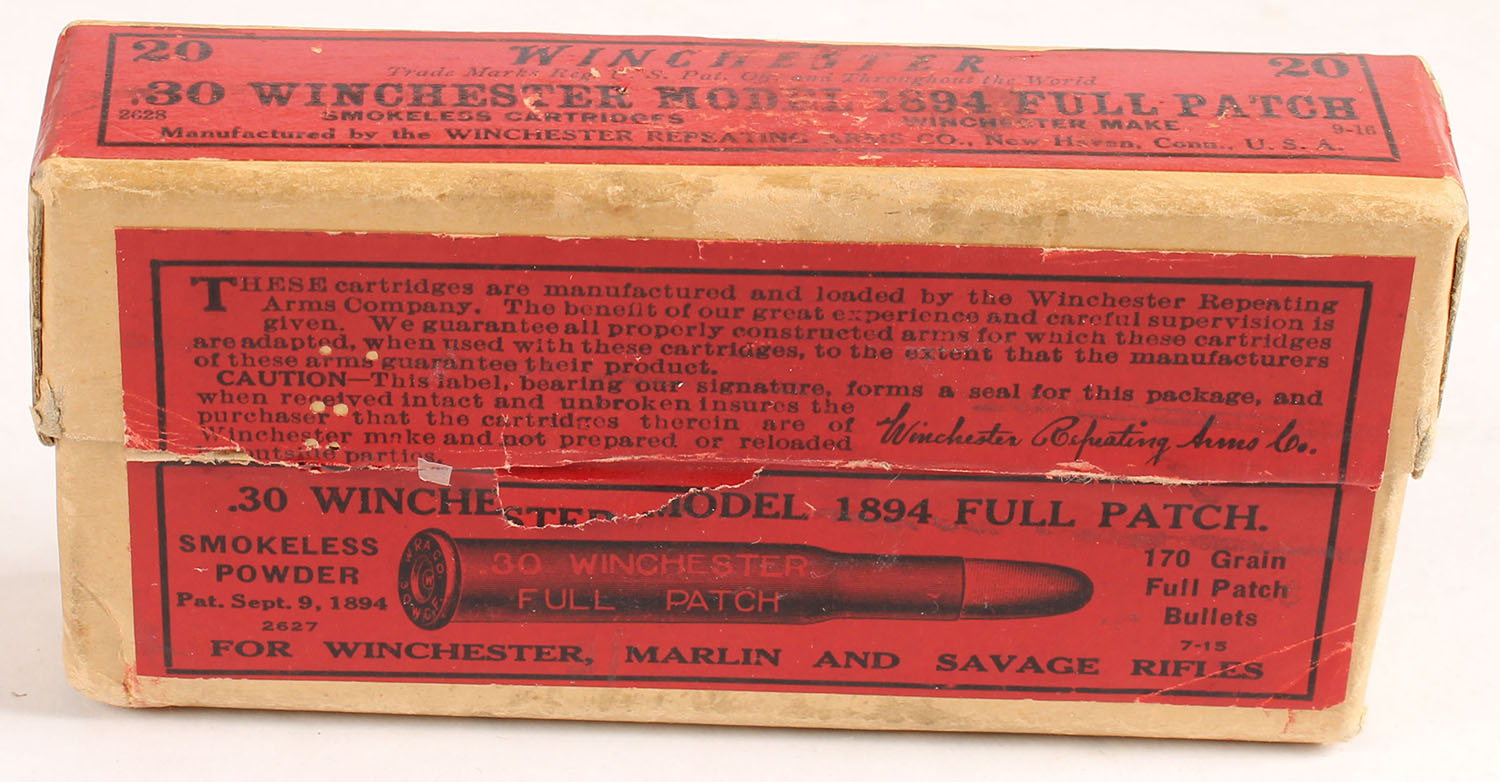 20 WINCHESTER 20
Trade Marks Reg. U. S. Pat. Off. and Throughout the World
.30 WINCHESTER MODEL 1894 FULL PATCH
2628 SMOKELESS CARTRIDGES WINCHESTER MAKE 9-16
Manufactured by the WINCHESTER REPEATING ARMS CO., New Haven, Conn., U. S. A.
THESE cartridges are manufactured and loaded by the Winchester Repeating
Arms Company. The benefit of our great experience and careful supervision is
given. We guarantee all properly constructed arms for which these cartridges
are adapted, when used with these cartridges, to the extent that the manufacturers
of these arms guarantee their product.
CAUTION—This label, bearing our signature, forms a seal for this package, and
when received intact and unbroken insures the
purchaser that the cartridges therein are of
Winchester make and not prepared or reloaded
outside parties.
Winchester Repeating Arms Co.
.30 WINCHESTER MODEL 1894 FULL PATCH.
SMOKELESS
POWDER
Pat. Sept. 9, 1894
2627
W.R.A.CO.
30 W.C.F.
.30 WINCHESTER
FULL PATCH
170 Grain
Full Patch
Bullets
7-15
FOR WINCHESTER, MARLIN AND SAVAGE RIFLES